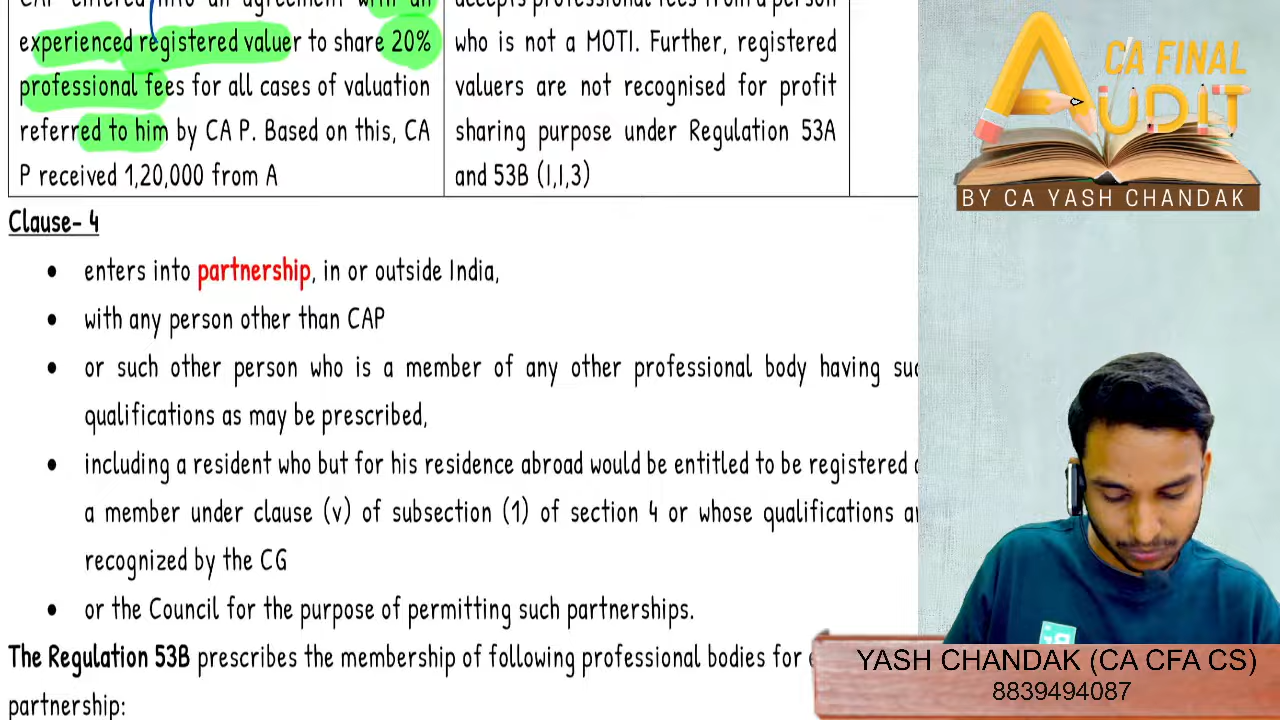 experienced registered valuer to share 20%
professional fees for all cases of valuation
referred to him by CA P. Based on this, CA
P received 1,20,000 from A
accepts professional fees from a person
who is not a MOTI. Further, registered
valuers are not recognised for profit
sharing purpose under Regulation 53A
and 53B (1,1,3)
Clause- 4
• enters into partnership, in or outside India,
• with any person other than CAP
• or such other person who is a member of any other professional body having
qualifications as may be prescribed,
• including a resident who but for his residence abroad would be entitled to be registered
a member under clause (v) of subsection (1) of section 4 or whose qualifications
recognized by the CG
• or the Council for the purpose of permitting such partnerships.
The Regulation 53B prescribes the membership of following professional bodies for
partnership:
CA FINAL
AUDIT
BY CA YASH CHANDAK
YASH CHANDAK (CA CFA CS)
8839494087